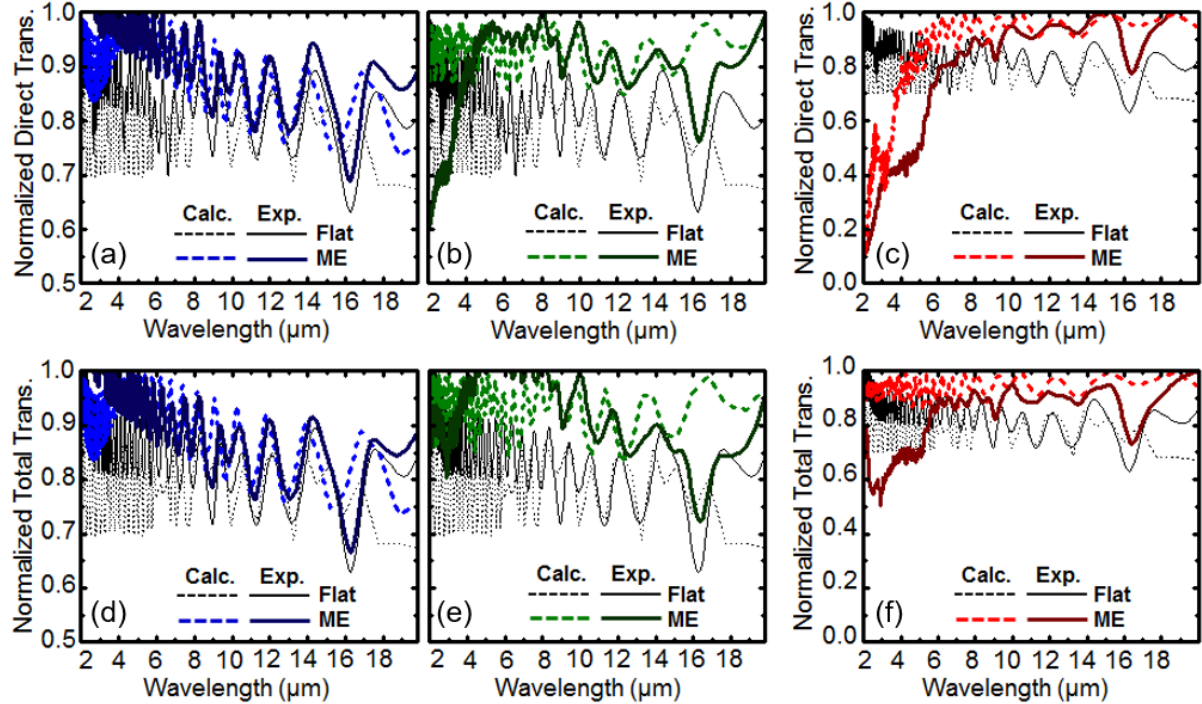 Normalized Direct Trans.
1.0
0.9
0.8
0.7
0.6
0.5
Calc. Exp.
Flat
ME
(a)
2 4 6 8 10 12 14 16 18
Wavelength (μm)
Calc. Exp.
Flat
ME
(b)
2 4 6 8 10 12 14 16 18
Wavelength (μm)
Normalized Direct Trans.
1.0
0.8
0.6
0.4
0.2
0.0
Calc. Exp.
Flat
ME
(c)
2 4 6 8 10 12 14 16 18
Wavelength (μm)
Normalized Total Trans.
1.0
0.9
0.8
0.7
0.6
0.5
Calc. Exp.
Flat
ME
(d)
2 4 6 8 10 12 14 16 18
Wavelength (μm)
Calc. Exp.
Flat
ME
(e)
2 4 6 8 10 12 14 16 18
Wavelength (μm)
Normalized Total Trans.
1.0
0.8
0.6
0.4
0.2
0.0
Calc. Exp.
Flat
ME
(f)
2 4 6 8 10 12 14 16 18
Wavelength (μm)